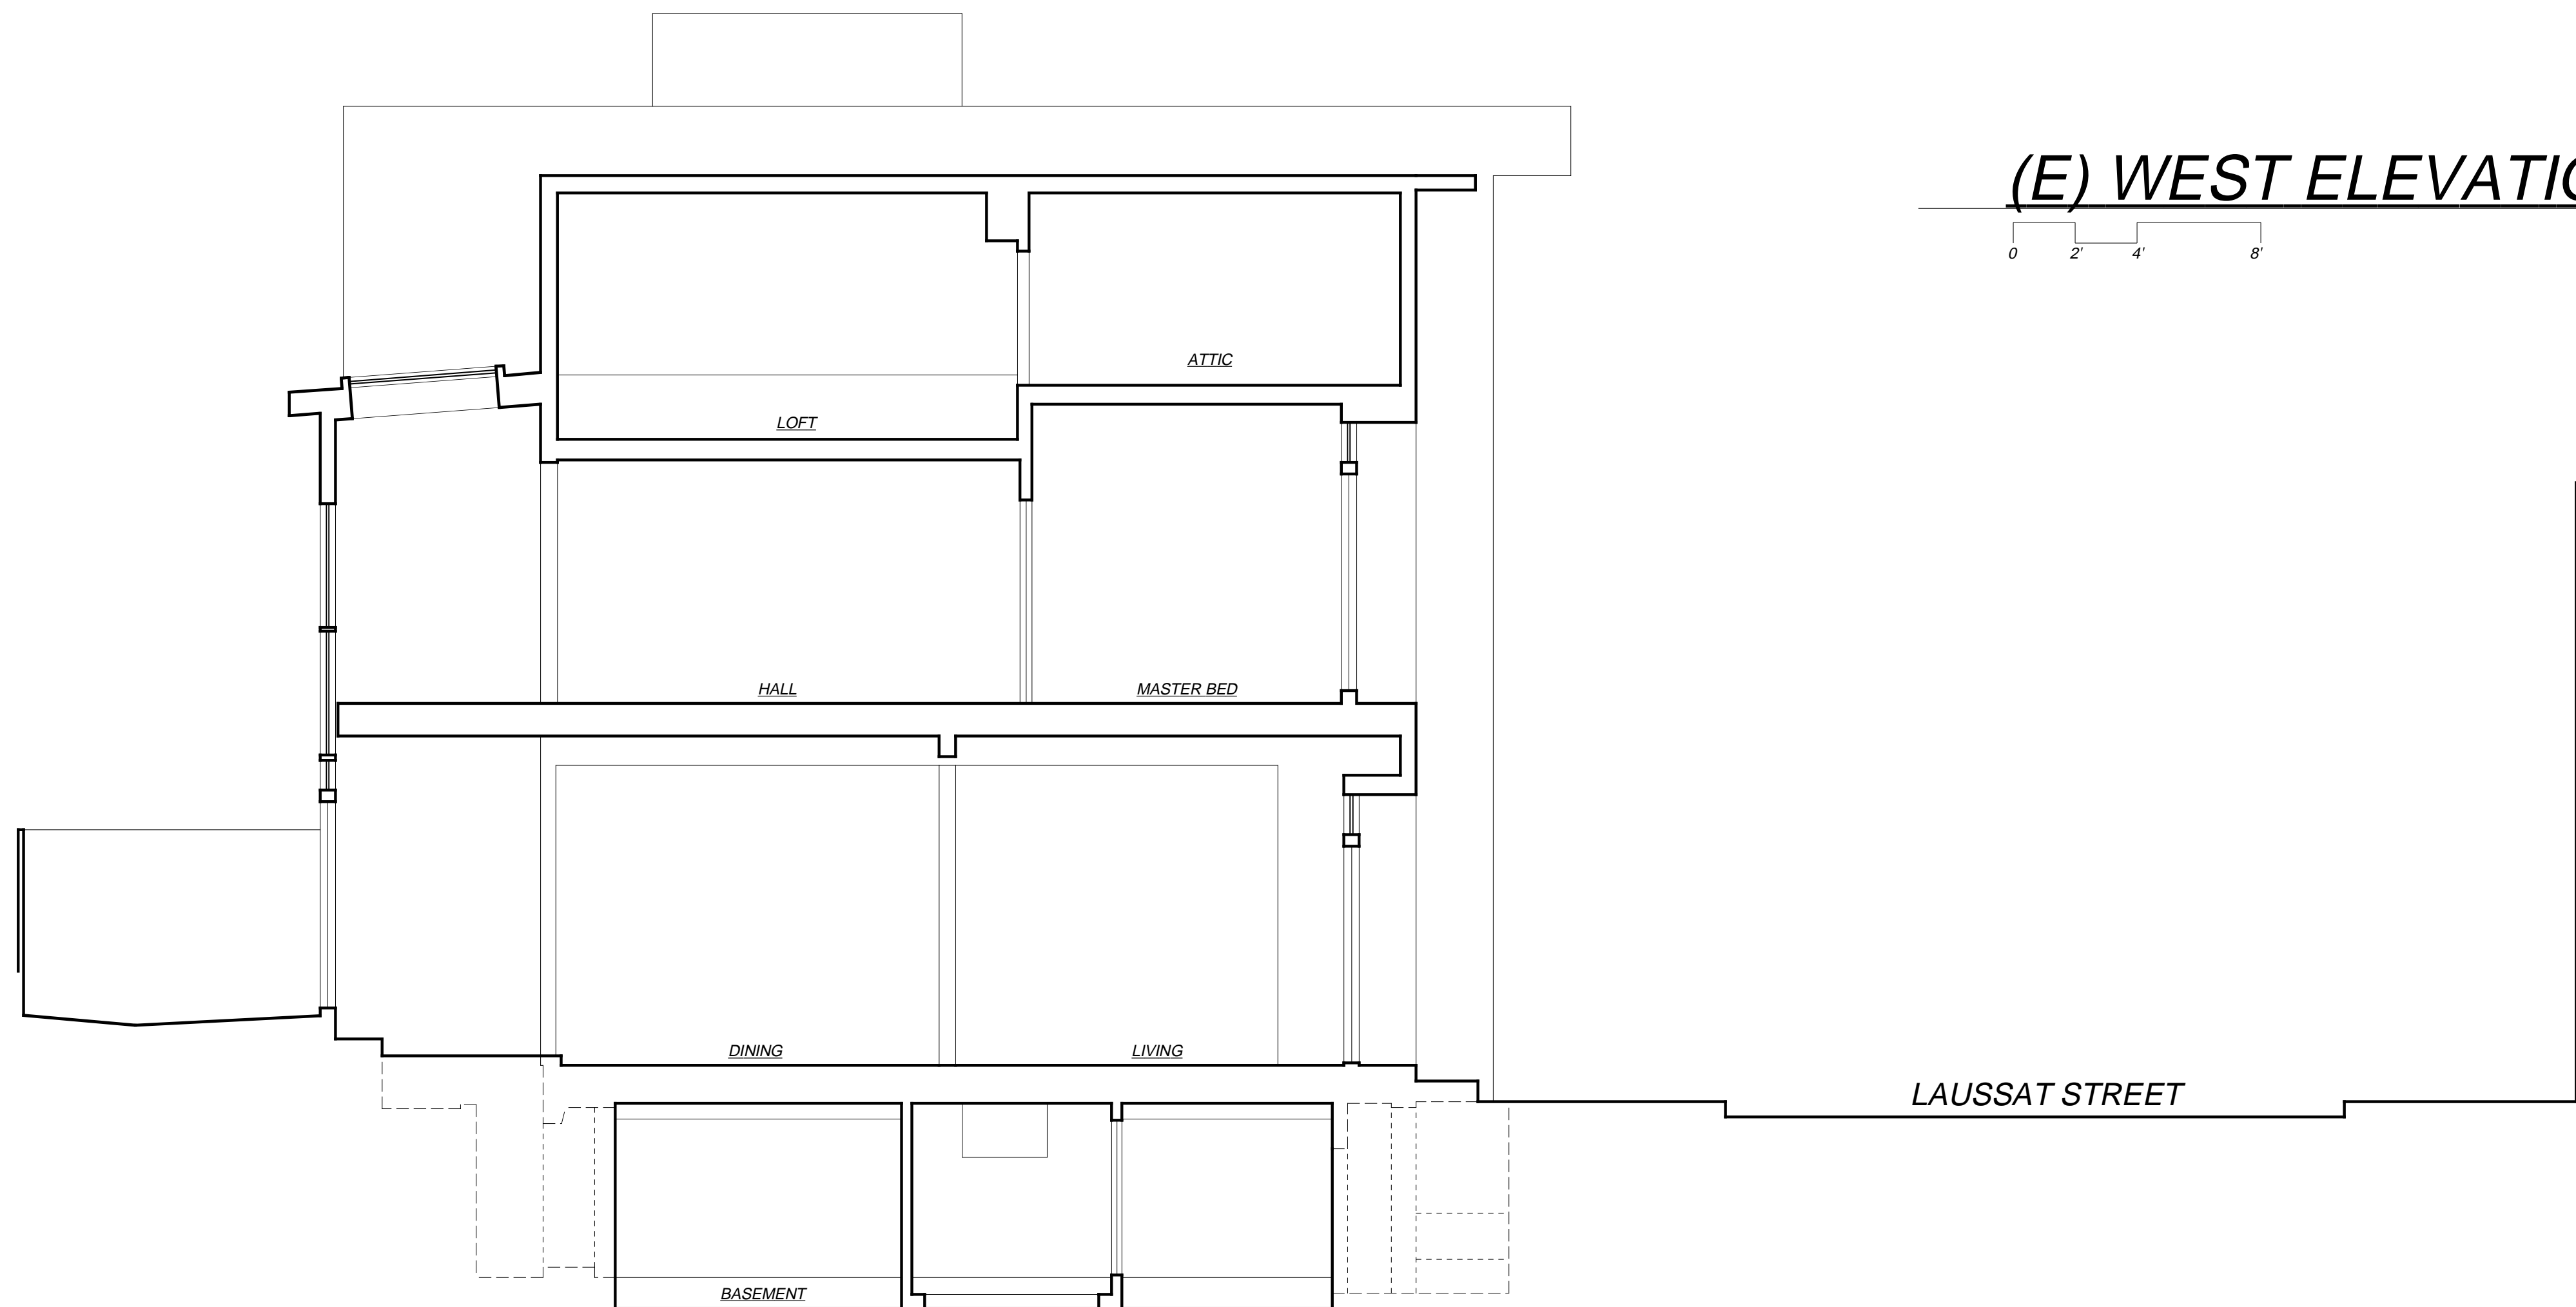 (E) WEST ELEVATIO
0 2' 4' 8'
ATTIC
LOFT
HALL
MASTER BED
DINING
LIVING
LAUSSAT STREET
BASEMENT